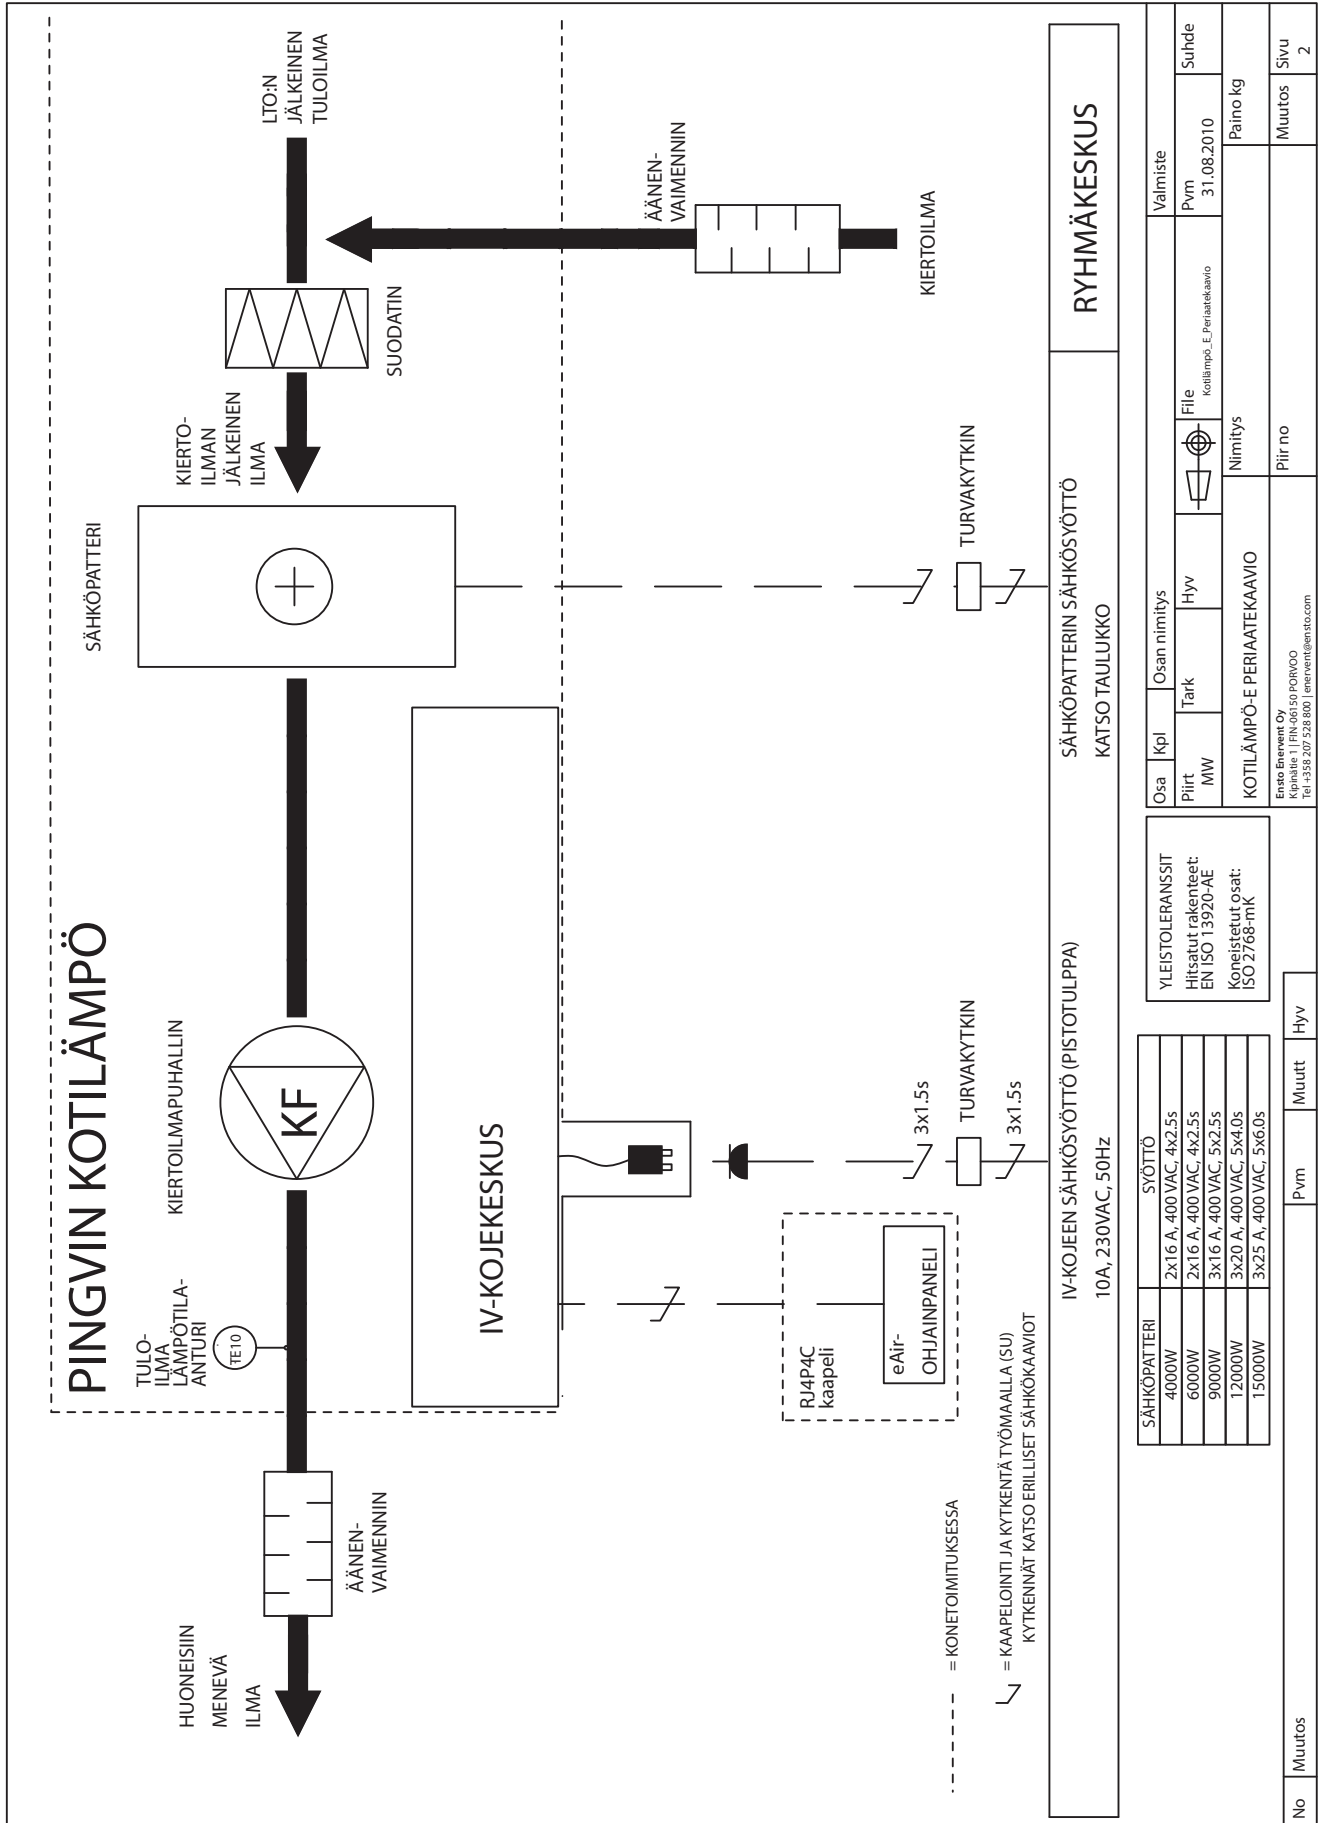 PINGVIN KOTILÄMPÖ
HUONEISIIN
MENEVÄ
ILMA
ÄÄNEN-
VAIMENNIN
TULO-
ILMA
LÄMPÖTILA-
ANTURI
TE10
KIERTOILMAPUHALLIN
KF
SÄHKÖPATTERI
KIERTO-
ILMAN
JÄLKEINEN
ILMA
SUODATIN
LTO:N
JÄLKEINEN
TULOILMA
ÄÄNEN-
VAIMENNIN
KIERTOILMA
IV-KOJEKESKUS
RJ4P4C
kaapeli
eAir-
OHJAINPANELI
3x1.5s
TURVAKYTKIN
3x1.5s
TURVAKYTKIN
= KONETOIMITUKSESSA
= KAAPELOINTI JA KYTKENTÄ TYÖMAALLA (SU)
KYTKENNÄT KATSO ERILLISET SÄHKÖKAAVIOT
IV-KOJEEN SÄHKÖSYÖTTÖ (PISTOTULPPA)
10A, 230VAC, 50Hz
SÄHKÖPATTERIN SÄHKÖSYÖTTÖ
KATSO TAULUKKO
RYHMÄKESKUS
SÄHKÖPATTERI SYÖTTÖ
4000W 2x16 A, 400 VAC, 4x2.5s
6000W 2x16 A, 400 VAC, 4x2.5s
9000W 3x16 A, 400 VAC, 5x2.5s
12000W 3x20 A, 400 VAC, 5x4.0s
15000W 3x25 A, 400 VAC, 5x6.0s
YLEISTOLERANSSIT
Hitsatut rakenteet:
EN ISO 13920-AE
Koneistetut osat:
ISO 2768-mK
Osa Kpl Osan nimitys Valmiste
Piirt Tark Hyv File Pvm Suhde
MW Kotilämpö_E_Periaatekaavio 31.08.2010
KOTILÄMPÖ-E PERIAATEKAAVIO
Nimitys Paino kg
Ensto Enervent Oy
Kipinätie 1 | FIN-06150 PORVOO
Tel +358 207 528 800 | enervent@ensto.com
Piir no Muutos Sivu
2
No Muutos Pvm Muutt Hyv